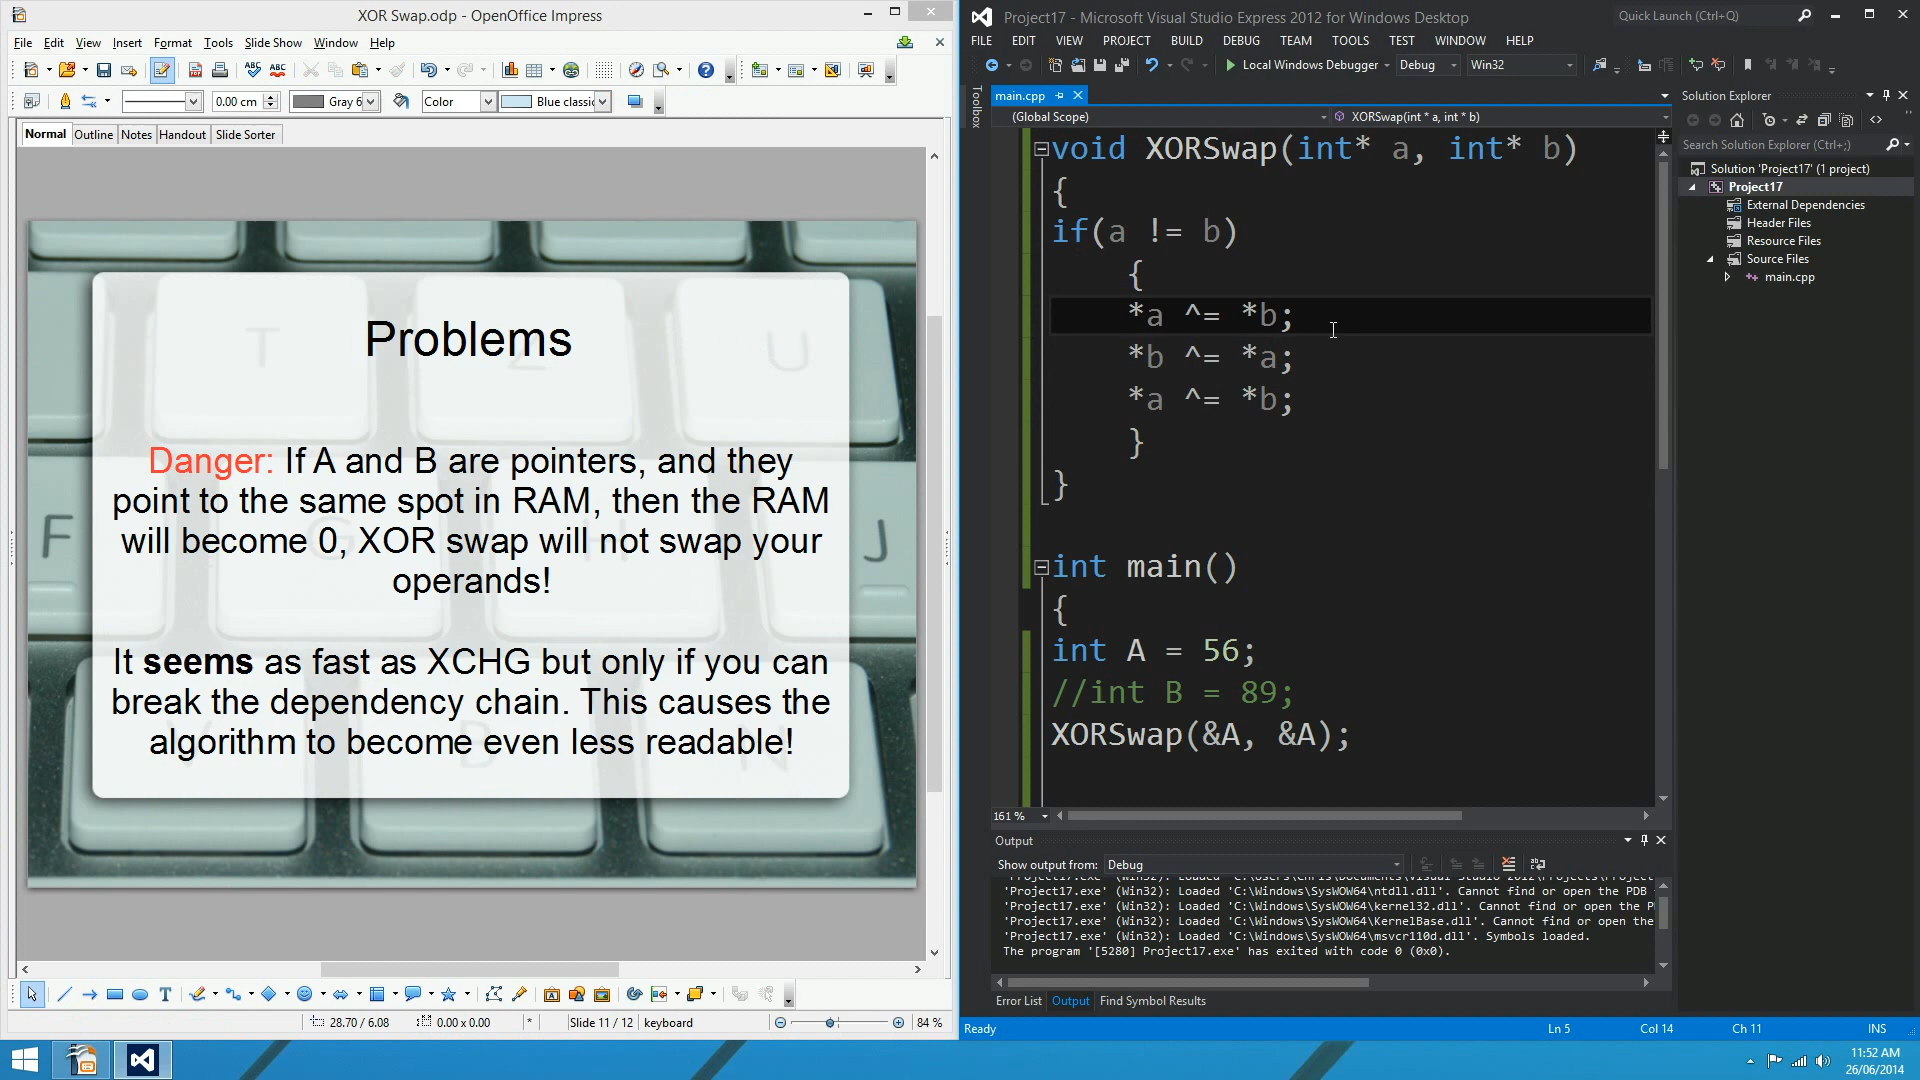 XOR Swap.odp - OpenOffice Impress
File Edit View Insert Format Tools Slide Show Window Help
0.00 cm Gray 6 Color Blue classic
Normal Outline Notes Handout Slide Sorter
Problems
Danger: If A and B are pointers, and they
point to the same spot in RAM, then the RAM
will become 0, XOR swap will not swap your
operands!
It seems as fast as XCHG but only if you can
break the dependency chain. This causes the
algorithm to become even less readable!
28.70 / 6.08 0.00 x 0.00 * Slide 11 / 12 keyboard 84 %
Project17 - Microsoft Visual Studio Express 2012 for Windows Desktop
Quick Launch (Ctrl+Q)
FILE EDIT VIEW PROJECT BUILD DEBUG TEAM TOOLS TEST WINDOW HELP
Local Windows Debugger Debug Win32
Toolbox
main.cpp
(Global Scope) XORSwap(int * a, int * b)
void XORSwap(int* a, int* b)
{
if(a != b)
{
*a ^= *b;
*b ^= *a;
*a ^= *b;
}
}
int main()
{
int A = 56;
//int B = 89;
XORSwap(&A, &A);
161 %
Output
Show output from: Debug
'Project17.exe' (Win32): Loaded 'C:\Windows\SysWOW64\ntdll.dll'. Cannot find or open the PDB
'Project17.exe' (Win32): Loaded 'C:\Windows\SysWOW64\kernel32.dll'. Cannot find or open the P
'Project17.exe' (Win32): Loaded 'C:\Windows\SysWOW64\KernelBase.dll'. Cannot find or open the
'Project17.exe' (Win32): Loaded 'C:\Windows\SysWOW64\msvcr110d.dll'. Symbols loaded.
The program '[5280] Project17.exe' has exited with code 0 (0x0).
Error List Output Find Symbol Results
Ready Ln 5 Col 14 Ch 11 INS
Solution Explorer
Search Solution Explorer (Ctrl+;)
Solution 'Project17' (1 project)
Project17
External Dependencies
Header Files
Resource Files
Source Files
main.cpp
11:52 AM
26/06/2014